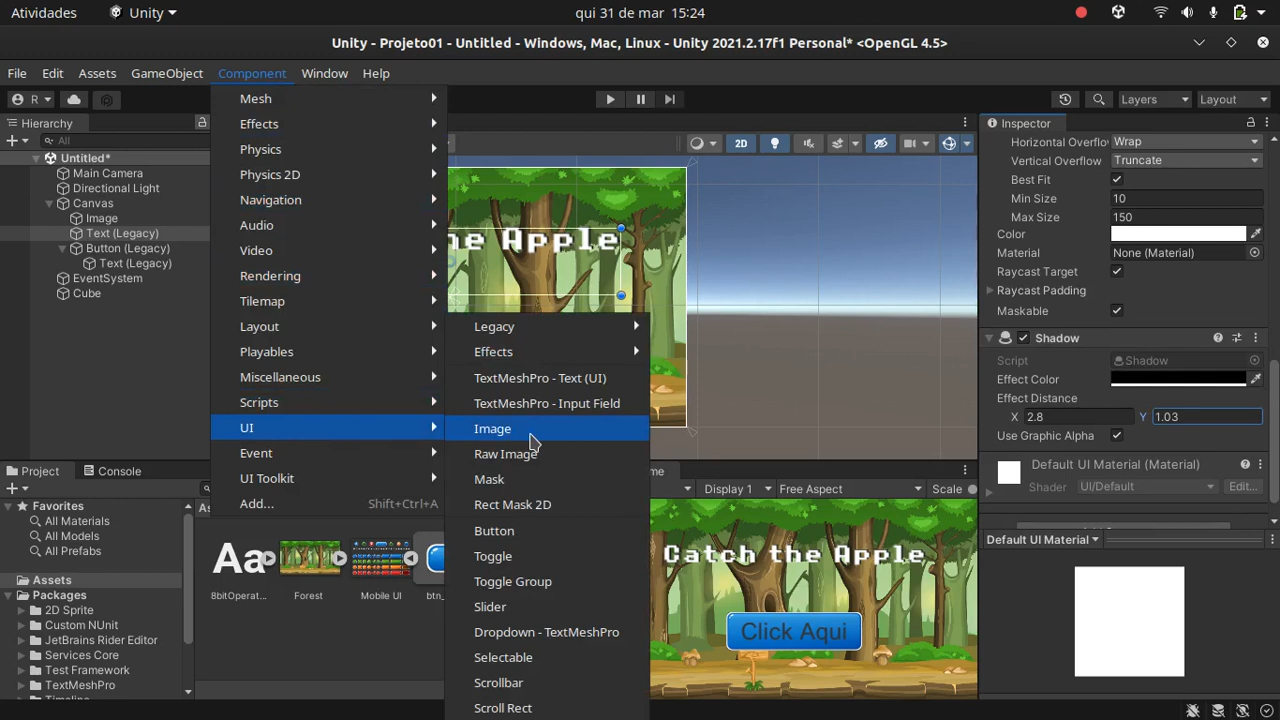 Atividades
Unity
qui 31 de mar 15:24
Unity - Projeto01 - Untitled - Windows, Mac, Linux - Unity 2021.2.17f1 Personal* <OpenGL 4.5>
File Edit Assets GameObject Component Window Help
R
Layers
Layout
Hierarchy
All
Untitled*
Main Camera
Directional Light
Canvas
Image
Text (Legacy)
Button (Legacy)
Text (Legacy)
EventSystem
Cube
Mesh
Effects
Physics
Physics 2D
Navigation
Audio
Video
Rendering
Tilemap
Layout
Playables
Miscellaneous
Scripts
UI
Event
UI Toolkit
Add... Shift+Ctrl+A
Legacy
Effects
TextMeshPro - Text (UI)
TextMeshPro - Input Field
Image
Raw Image
Mask
Rect Mask 2D
Button
Toggle
Toggle Group
Slider
Dropdown - TextMeshPro
Selectable
Scrollbar
Scroll Rect
2D
he Apple
Inspector
Horizontal Overflow Wrap
Vertical Overflow Truncate
Best Fit
Min Size 10
Max Size 150
Color
Material None (Material)
Raycast Target
Raycast Padding
Maskable
Shadow
Script Shadow
Effect Color
Effect Distance
X 2.8 Y 1.03
Use Graphic Alpha
Default UI Material (Material)
Shader UI/Default Edit...
Default UI Material
Project
Console
Favorites
All Materials
All Models
All Prefabs
Assets
Packages
2D Sprite
Custom NUnit
JetBrains Rider Editor
Services Core
Test Framework
TextMeshPro
Timeline
As
Aa
8bitOperat...
Forest
Mobile UI
btn_
me
Display 1
Free Aspect
Scale
Catch the Apple
Click Aqui